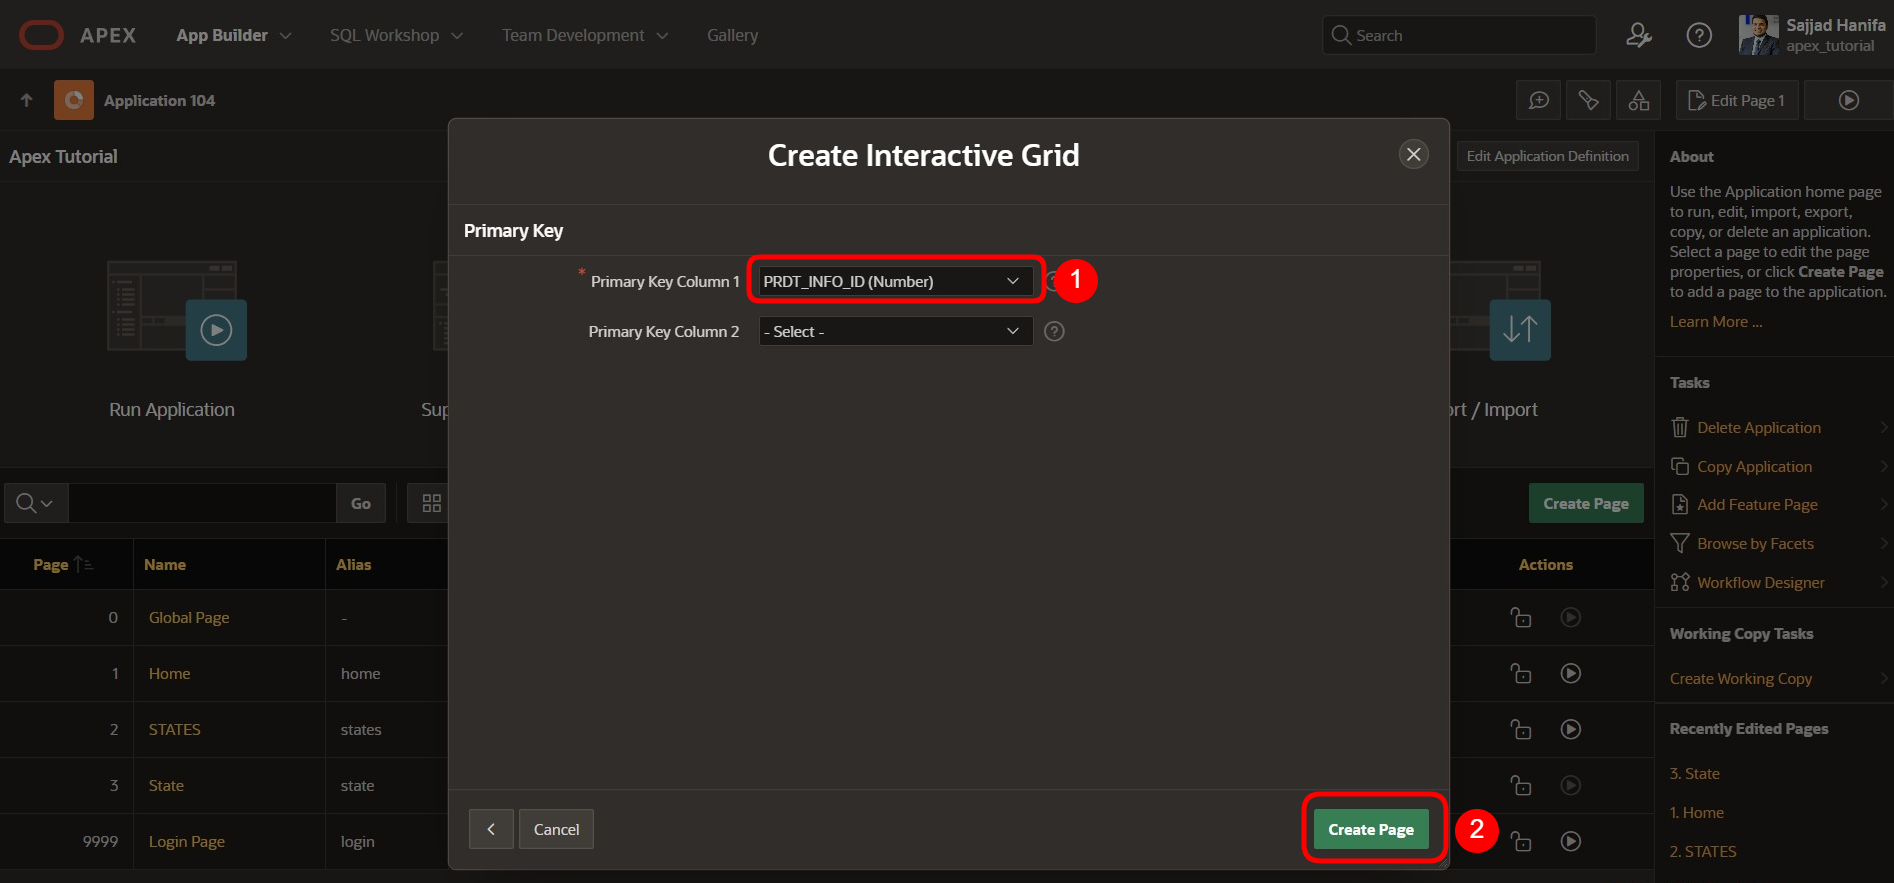 APEX
App Builder
SQL Workshop
Team Development
Gallery
Search
Sajjad Hanifa
apex_tutorial
Application 104
Edit Page 1
Apex Tutorial
Edit Application Definition
Create Interactive Grid
Primary Key
* Primary Key Column 1
PRDT_INFO_ID (Number)
1
Primary Key Column 2
- Select -
Run Application
Sup
ort / Import
Go
Create Page
Page
Name
Alias
Actions
0
Global Page
-
1
Home
home
2
STATES
states
3
State
state
9999
Login Page
login
Cancel
Create Page
2
About
Use the Application home page
to run, edit, import, export,
copy, or delete an application.
Select a page to edit the page
properties, or click Create Page
to add a page to the application.
Learn More ...
Tasks
Delete Application
Copy Application
Add Feature Page
Browse by Facets
Workflow Designer
Working Copy Tasks
Create Working Copy
Recently Edited Pages
3. State
1. Home
2. STATES